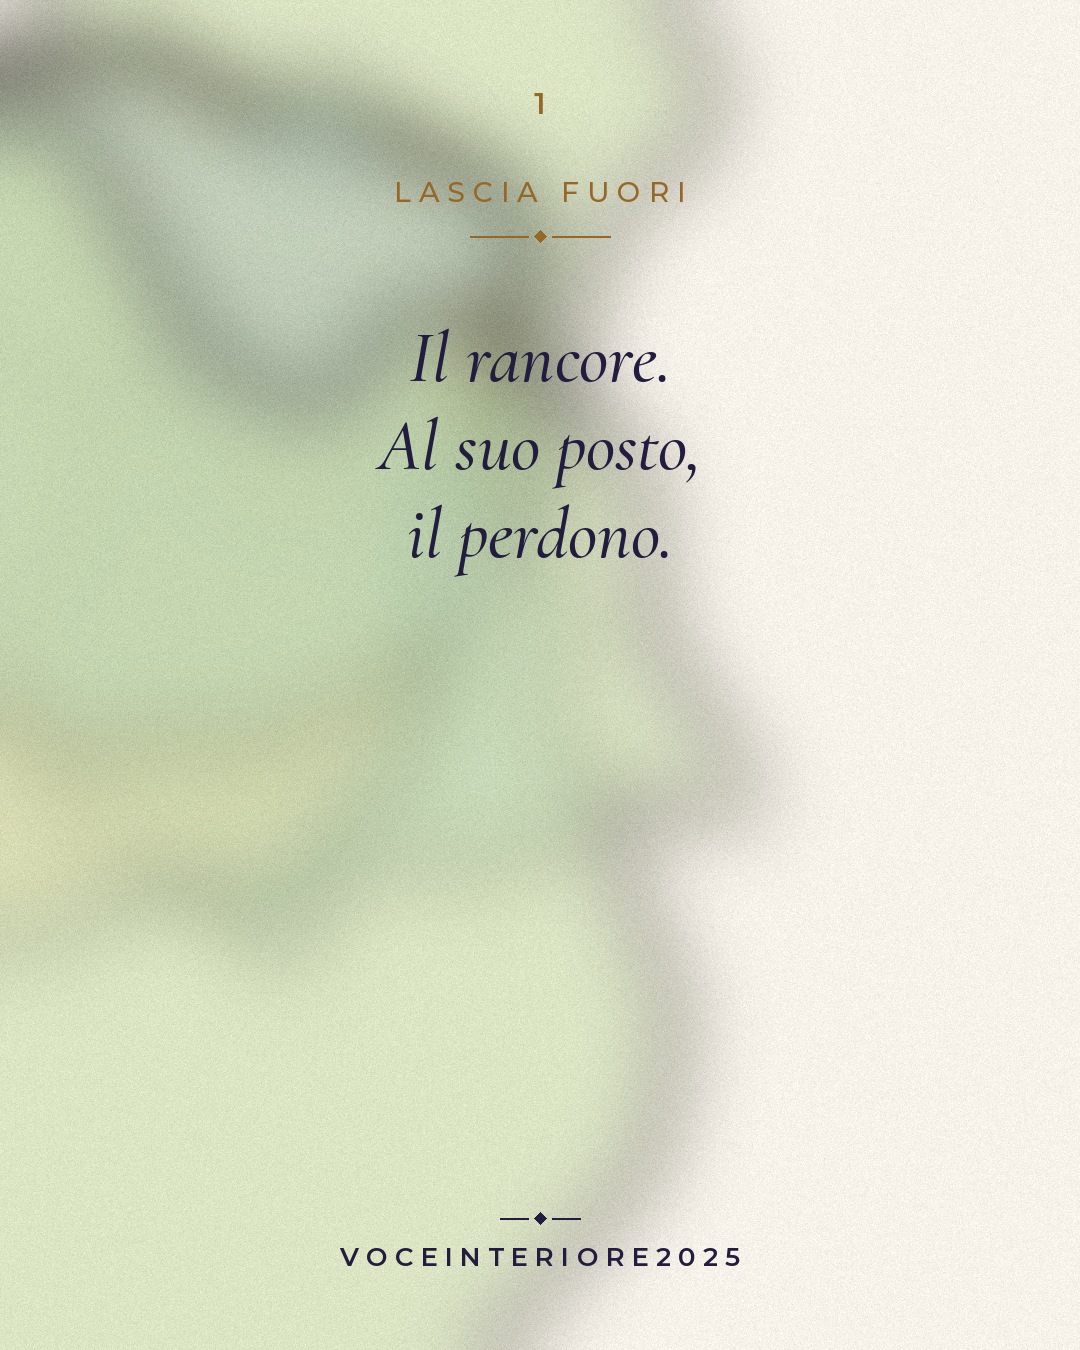 1
LASCIA FUORI
Il rancore.
Al suo posto,
il perdono.
VOCEINTERIORE2025